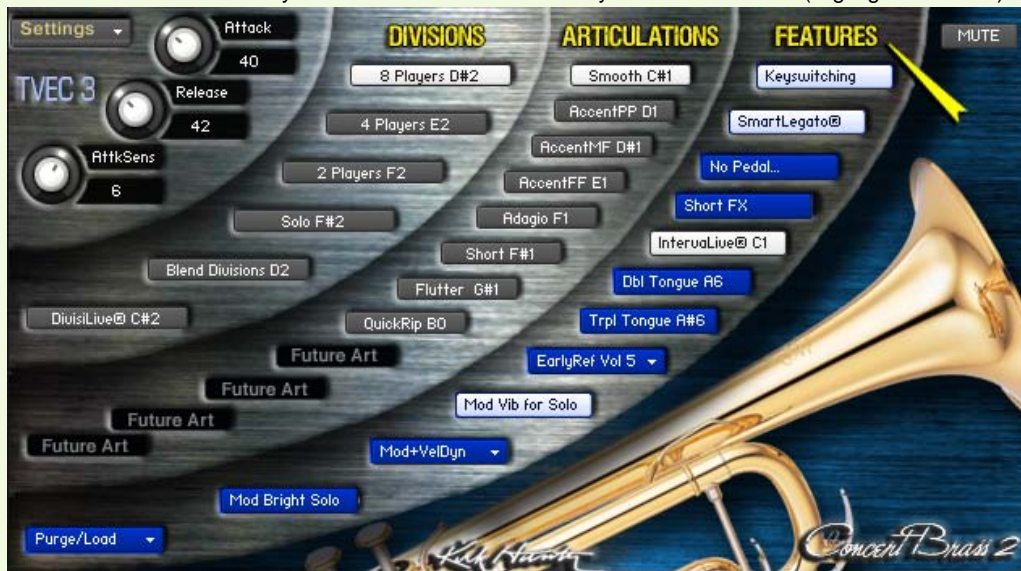 Settings
Attack
40
DIVISIONS
ARTICULATIONS
FEATURES
MUTE
TVEC 3
Release
42
AttkSens
6
8 Players D#2
4 Players E2
2 Players F2
Solo F#2
Blend Divisions D2
DivisiLive® C#2
Smooth C#1
AccentPP D1
AccentMF D#1
AccentFF E1
Adagio F1
Short F#1
Flutter G#1
QuickRip B0
Future Art
Future Art
Future Art
Future Art
Keyswitching
SmartLegato®
No Pedal...
Short FX
IntervaLive® C1
Dbl Tongue A6
Trpl Tongue A#6
EarlyRef Vol 5
Mod Vib for Solo
Mod+VelDyn
Mod Bright Solo
Purge/Load
Kirk Hunter
Concert Brass 2